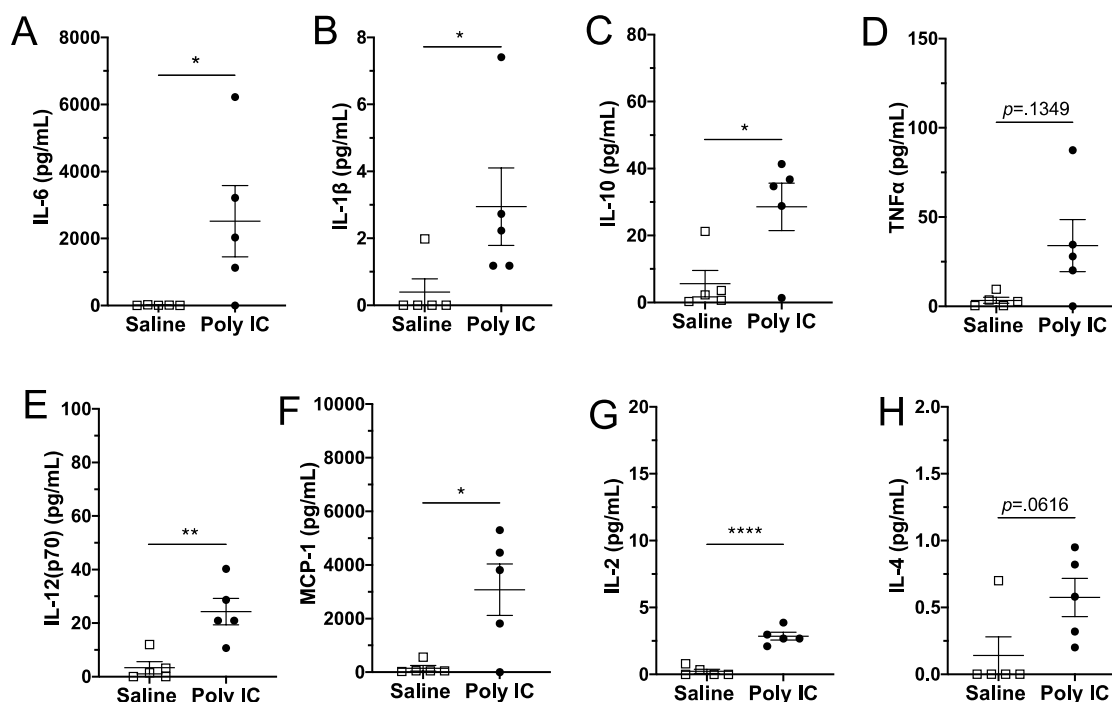 A
IL-6 (pg/mL)
8000
6000
4000
2000
0
*
Saline Poly IC
B
IL-1β (pg/mL)
8
6
4
2
0
*
Saline Poly IC
C
IL-10 (pg/mL)
80
60
40
20
0
*
Saline Poly IC
D
TNFα (pg/mL)
150
100
50
0
p=.1349
Saline Poly IC
E
IL-12(p70) (pg/mL)
100
80
60
40
20
0
**
Saline Poly IC
F
MCP-1 (pg/mL)
10000
8000
6000
4000
2000
0
*
Saline Poly IC
G
IL-2 (pg/mL)
20
15
10
5
0
****
Saline Poly IC
H
IL-4 (pg/mL)
2.0
1.5
1.0
0.5
0.0
p=.0616
Saline Poly IC